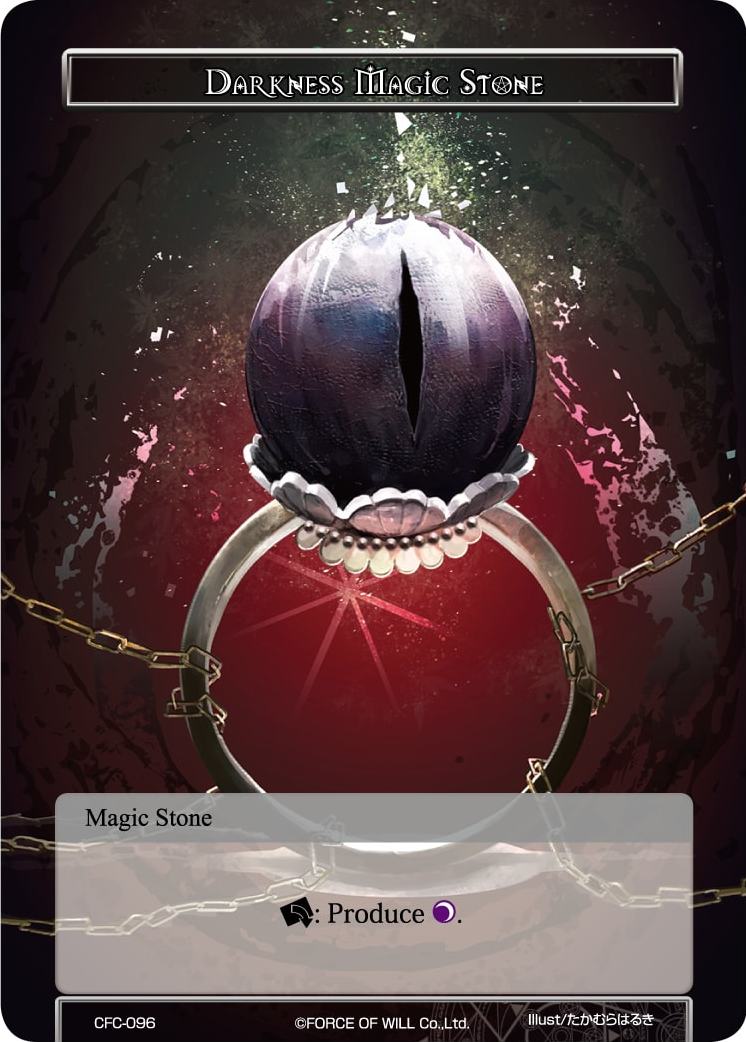 Darkness Magic Stone
Magic Stone
: Produce .
CFC-096
©FORCE OF WILL Co.,Ltd.
Illust/たかむらはるき